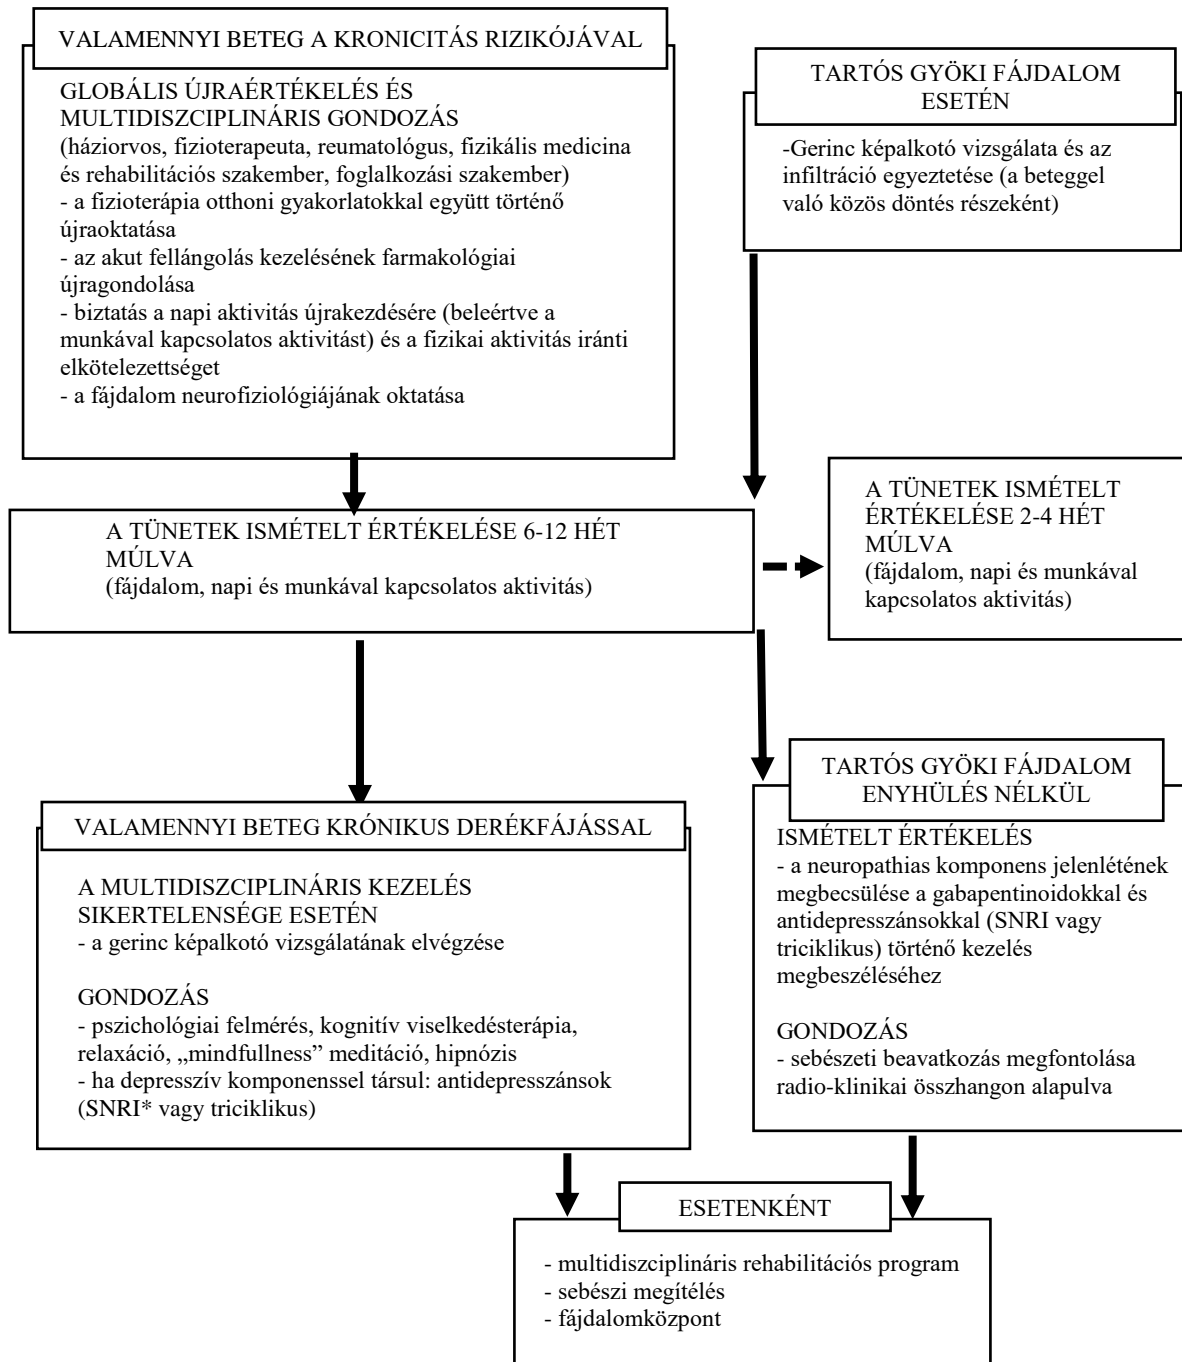 VALAMENNYI BETEG A KRONICITÁS RIZIKÓJÁVAL
GLOBÁLIS ÚJRAÉRTÉKELÉS ÉS
MULTIDISZCIPLINÁRIS GONDOZÁS
(háziorvos, fizioterapeuta, reumatológus, fizikális medicina
és rehabilitációs szakember, foglalkozási szakember)
- a fizioterápia otthoni gyakorlatokkal együtt történő
újraoktatása
- az akut fellángolás kezelésének farmakológiai
újragondolása
- biztatás a napi aktivitás újrakezdésére (beleértve a
munkával kapcsolatos aktivitást) és a fizikai aktivitás iránti
elkötelezettséget
- a fájdalom neurofiziológiájának oktatása
TARTÓS GYÖKI FÁJDALOM
ESETÉN
-Gerinc képalkotó vizsgálata és az
infiltráció egyeztetése (a beteggel
való közös döntés részeként)
A TÜNETEK ISMÉTELT ÉRTÉKELÉSE 6-12 HÉT
MÚLVA
(fájdalom, napi és munkával kapcsolatos aktivitás)
A TÜNETEK ISMÉTELT
ÉRTÉKELÉSE 2-4 HÉT
MÚLVA
(fájdalom, napi és munkával
kapcsolatos aktivitás)
VALAMENNYI BETEG KRÓNIKUS DERÉKFÁJÁSSAL
A MULTIDISZCIPLINÁRIS KEZELÉS
SIKERTELENSÉGE ESETÉN
- a gerinc képalkotó vizsgálatának elvégzése
GONDOZÁS
- pszichológiai felmérés, kognitív viselkedésterápia,
relaxáció, „mindfullness” meditáció, hipnózis
- ha depresszív komponenssel társul: antidepresszánsok
(SNRI* vagy triciklikus)
TARTÓS GYÖKI FÁJDALOM
ENYHÜLÉS NÉLKÜL
ISMÉTELT ÉRTÉKELÉS
- a neuropathias komponens jelenlétének
megbecsülése a gabapentinoidokkal és
antidepresszánsokkal (SNRI vagy
triciklikus) történő kezelés
megbeszéléséhez
GONDOZÁS
- sebészeti beavatkozás megfontolása
radio-klinikai összhangon alapulva
ESETENKÉNT
- multidiszciplináris rehabilitációs program
- sebészi megítélés
- fájdalomközpont